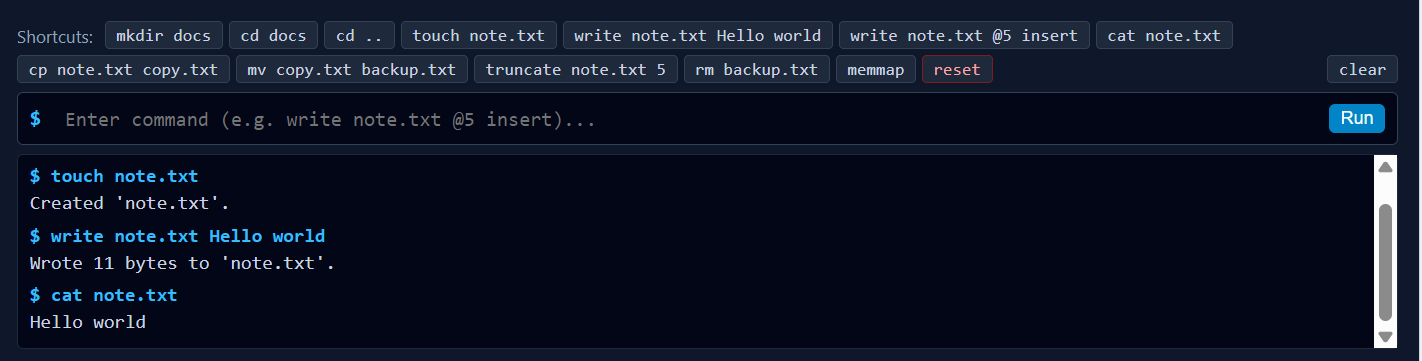 Shortcuts: mkdir docs cd docs cd .. touch note.txt write note.txt Hello world write note.txt @5 insert cat note.txt
cp note.txt copy.txt mv copy.txt backup.txt truncate note.txt 5 rm backup.txt memmap reset clear
$ Enter command (e.g. write note.txt @5 insert)... Run
$ touch note.txt
Created 'note.txt'.
$ write note.txt Hello world
Wrote 11 bytes to 'note.txt'.
$ cat note.txt
Hello world